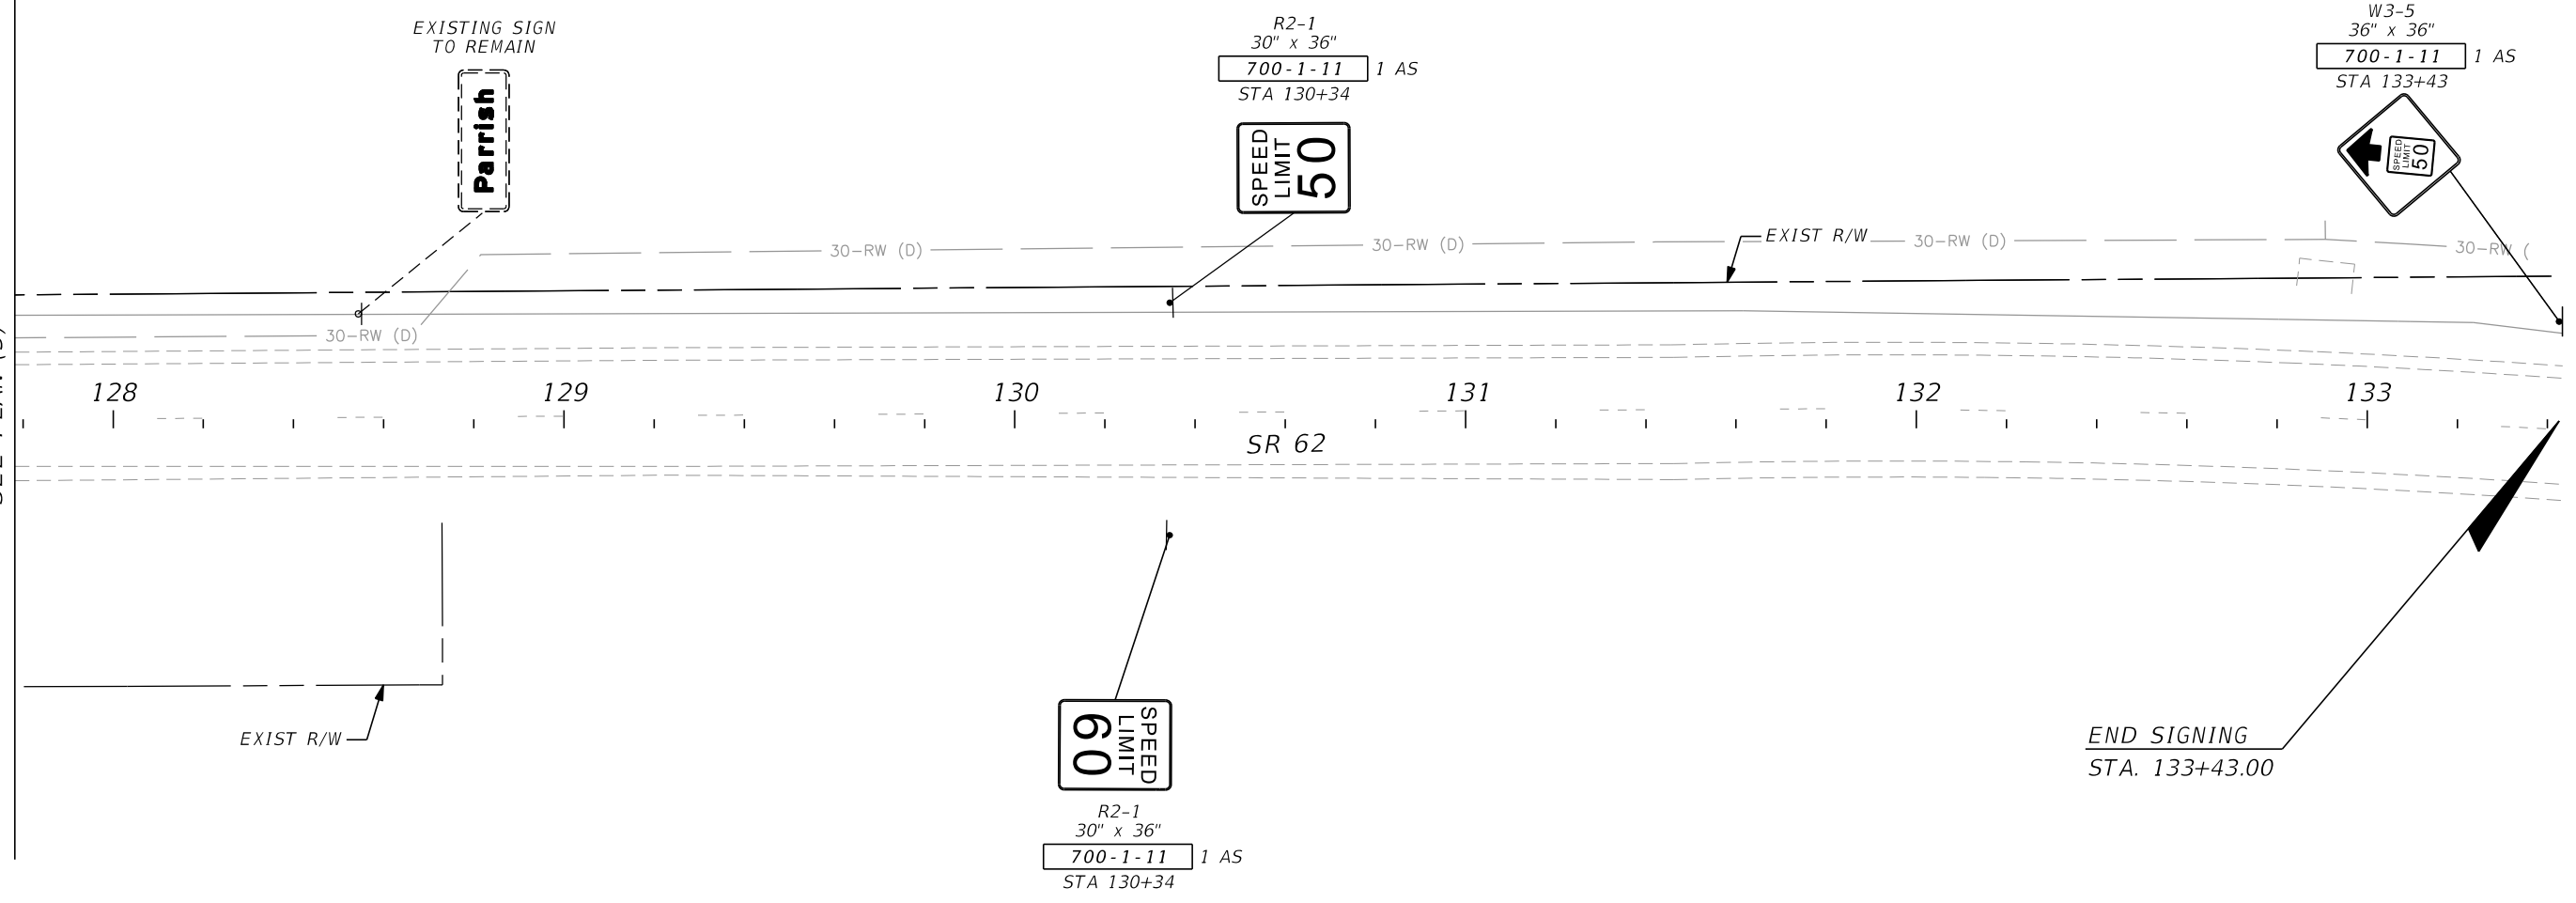 EXISTING SIGN
TO REMAIN
Parrish
R2-1
30" x 36"
700-1-11 1 AS
STA 130+34
SPEED
LIMIT
50
W3-5
36" x 36"
700-1-11 1 AS
STA 133+43
SPEED
LIMIT
50
EXIST R/W
30-RW (D)
30-RW (D)
30-RW (D)
30-RW (
30-RW (D)
128 129 130 131 132 133
SR 62
EXIST R/W
SPEED
LIMIT
60
R2-1
30" x 36"
700-1-11 1 AS
STA 130+34
END SIGNING
STA. 133+43.00